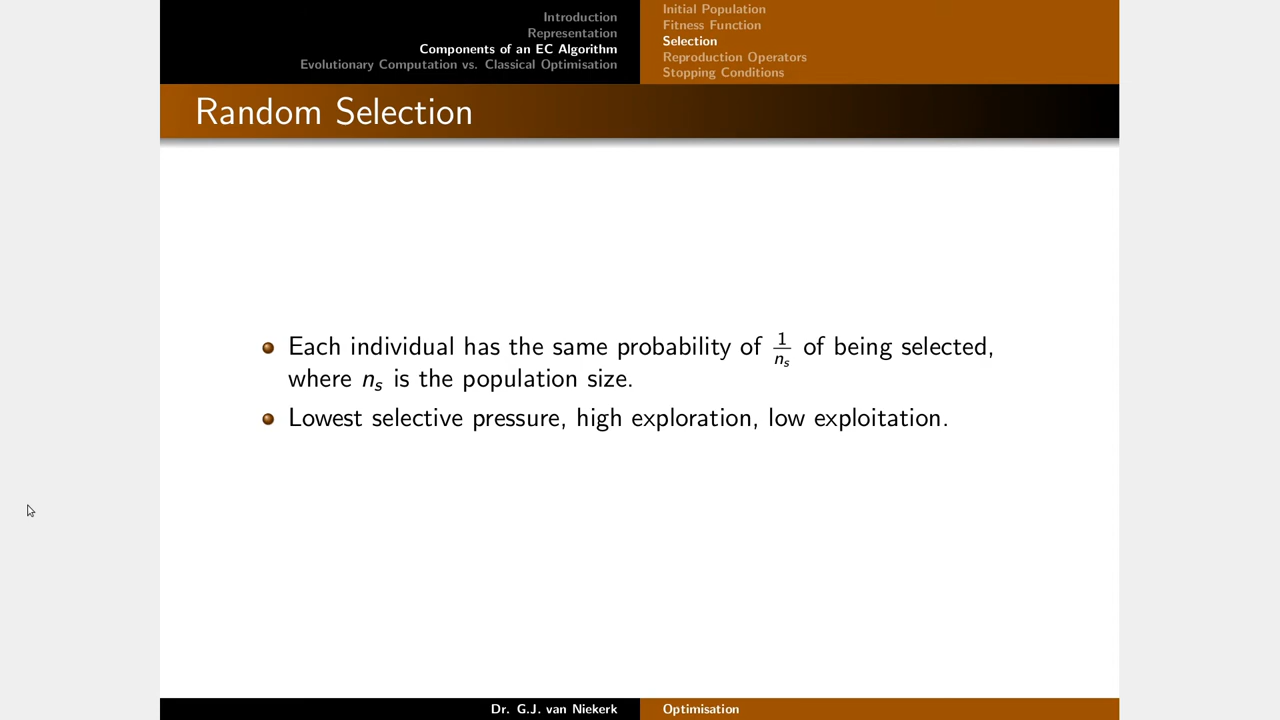 Introduction
Representation
Components of an EC Algorithm
Evolutionary Computation vs. Classical Optimisation
Initial Population
Fitness Function
Selection
Reproduction Operators
Stopping Conditions
Random Selection
Each individual has the same probability of 1/n_s of being selected,
where n_s is the population size.
Lowest selective pressure, high exploration, low exploitation.
Dr. G.J. van Niekerk
Optimisation